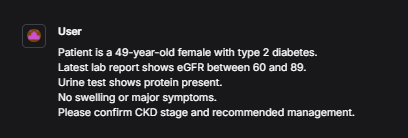 User
Patient is a 49-year-old female with type 2 diabetes.
Latest lab report shows eGFR between 60 and 89.
Urine test shows protein present.
No swelling or major symptoms.
Please confirm CKD stage and recommended management.